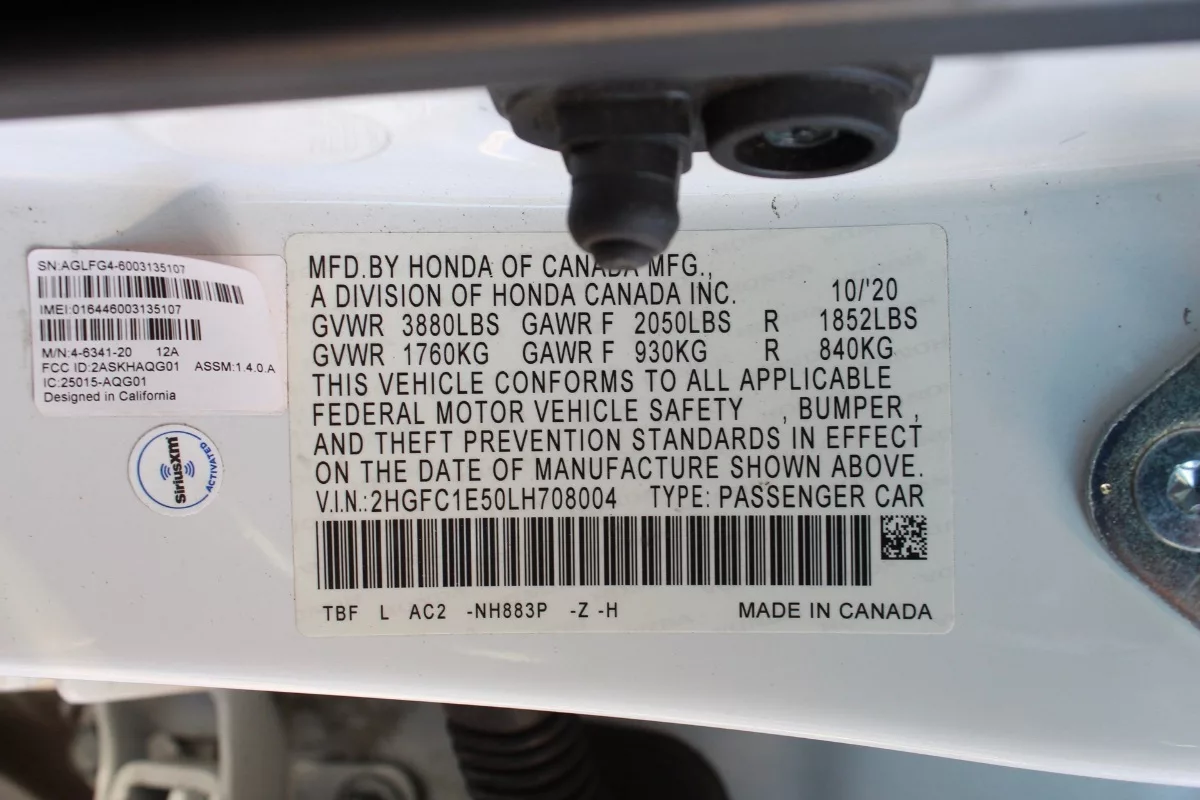 SN:AGLFG4-6003135107
IMEI:016446003135107
M/N:4-6341-20 12A
FCC ID:2ASKHAQG01 ASSM:1.4.0.A
IC:25015-AQG01
Designed in California
siriusxm
ACTIVATED
MFD.BY HONDA OF CANADA MFG.,
A DIVISION OF HONDA CANADA INC. 10/'20
GVWR 3880LBS GAWR F 2050LBS R 1852LBS
GVWR 1760KG GAWR F 930KG R 840KG
THIS VEHICLE CONFORMS TO ALL APPLICABLE
FEDERAL MOTOR VEHICLE SAFETY , BUMPER ,
AND THEFT PREVENTION STANDARDS IN EFFECT
ON THE DATE OF MANUFACTURE SHOWN ABOVE.
V.I.N.:2HGFC1E50LH708004 TYPE: PASSENGER CAR
TBF L AC2 -NH883P -Z -H MADE IN CANADA